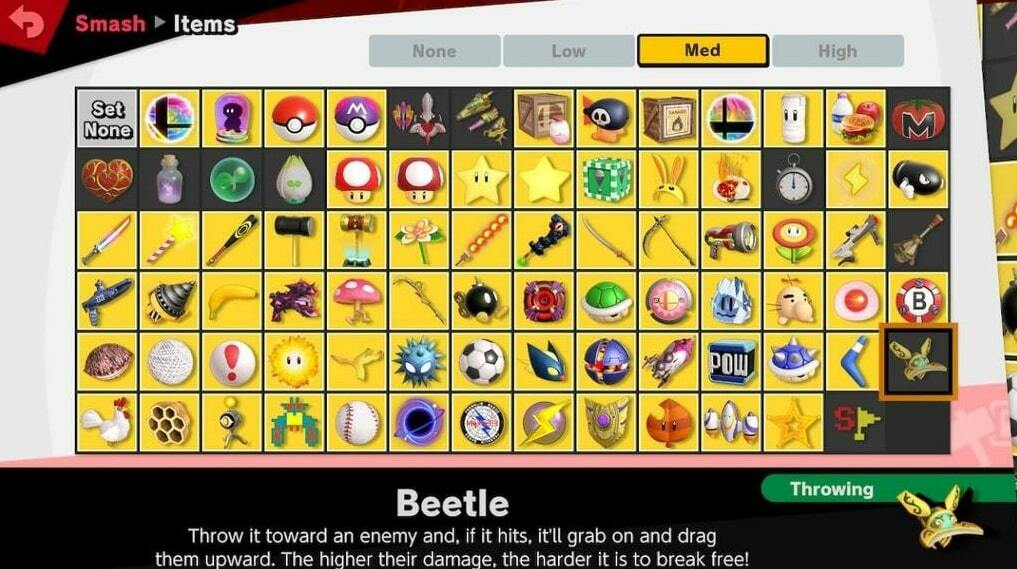 Smash ▶ Items
None
Low
Med
High
Set
None
M
M
B
POW
S
Beetle
Throwing
Throw it toward an enemy and, if it hits, it'll grab on and drag
them upward. The higher their damage, the harder it is to break free!